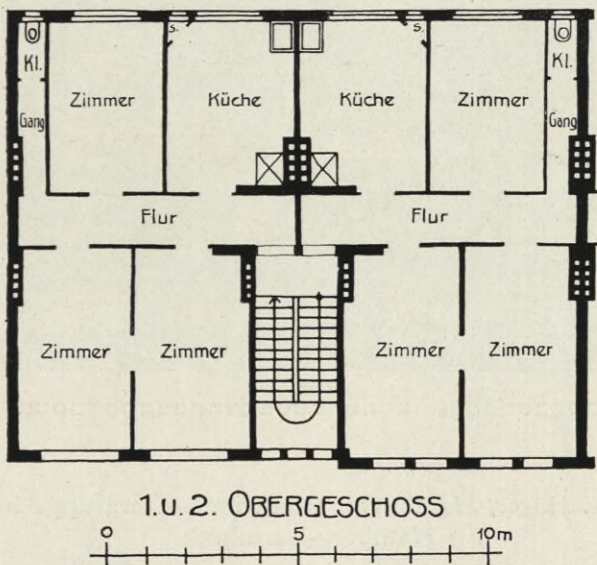 S. S.
Kl. Zimmer Küche Küche Zimmer Kl.
Gang Gang
Flur Flur
Zimmer Zimmer Zimmer Zimmer
1. u. 2. OBERGESCHOSS
0 5 10 m